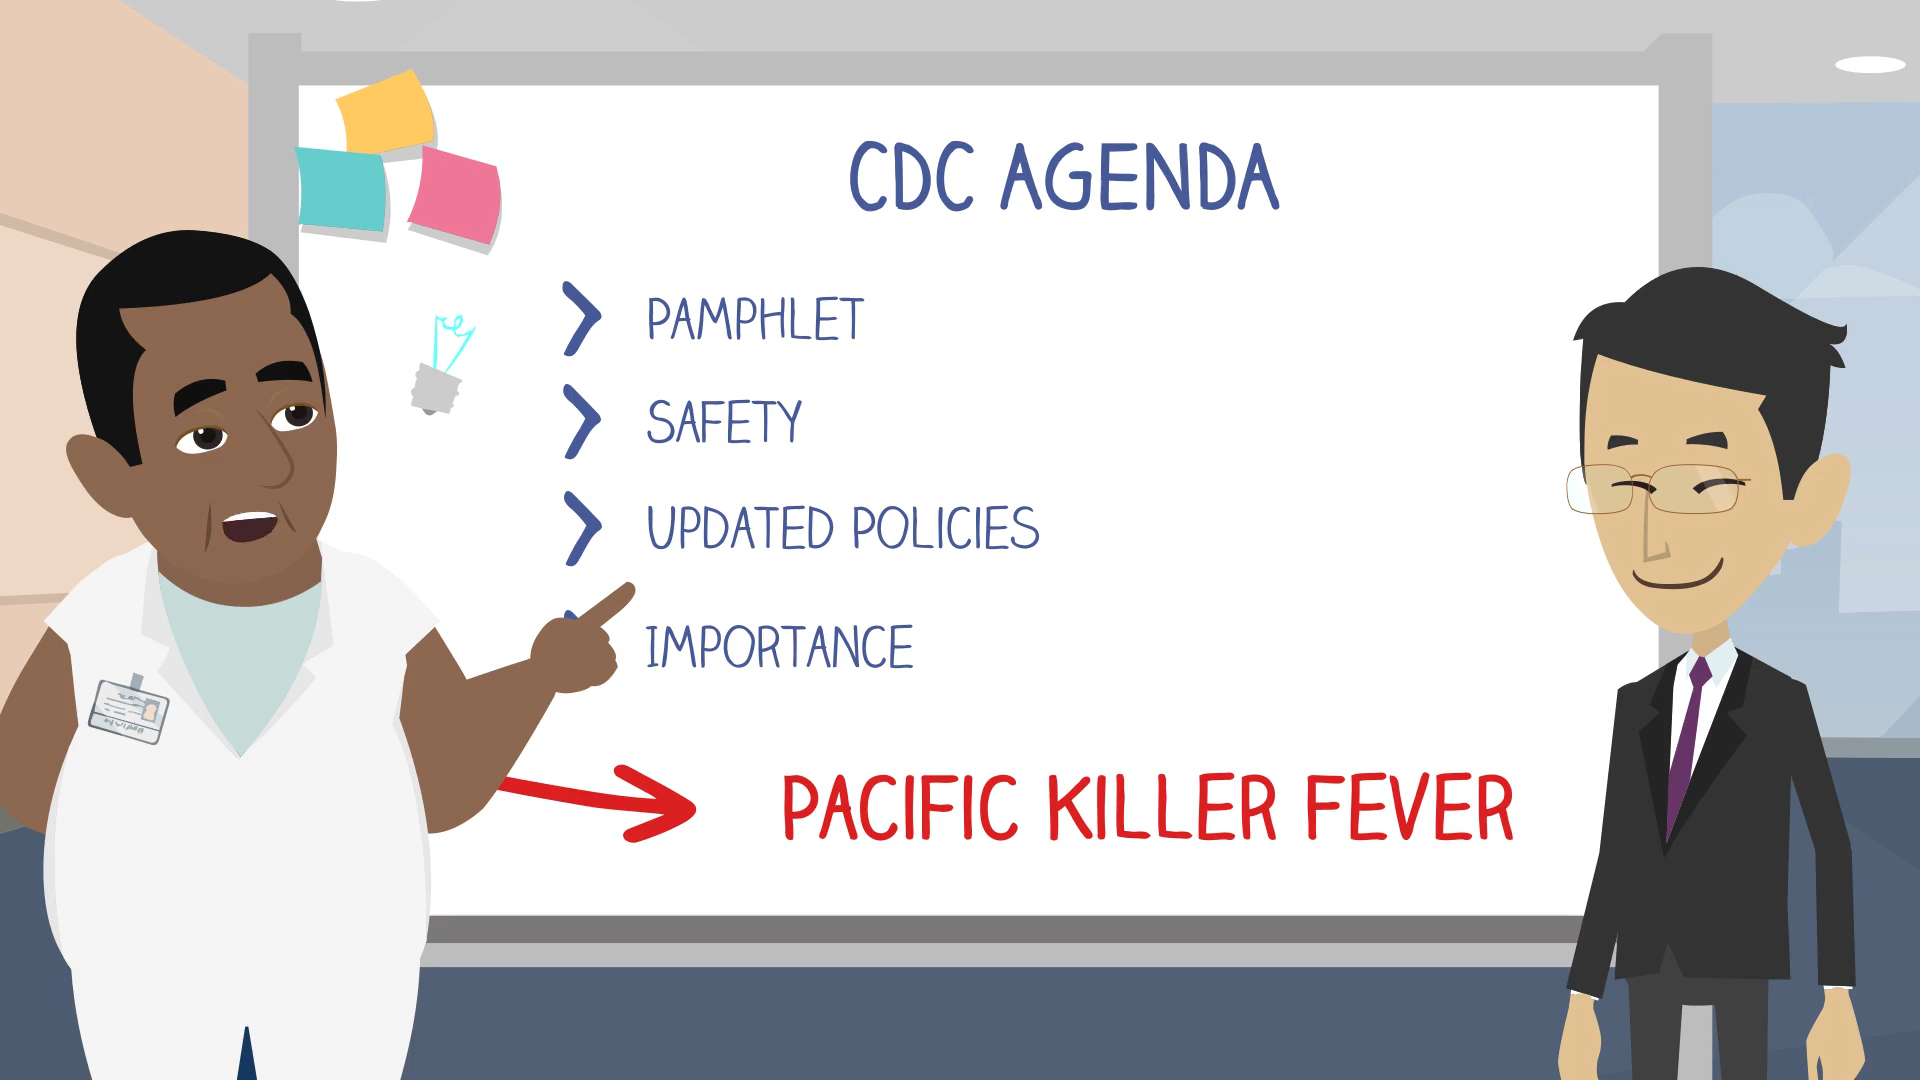 CDC AGENDA
PAMPHLET
SAFETY
UPDATED POLICIES
IMPORTANCE
PACIFIC KILLER FEVER